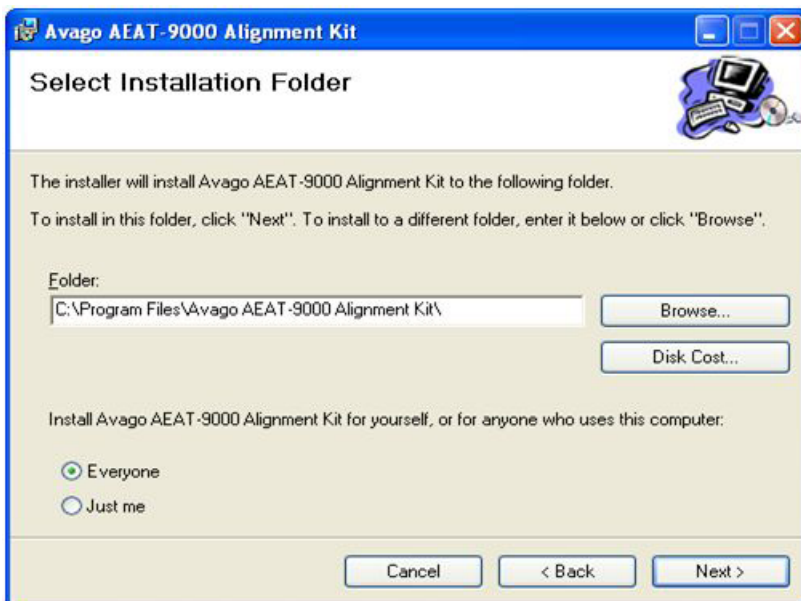 Avago AEAT-9000 Alignment Kit
Select Installation Folder
The installer will install Avago AEAT-9000 Alignment Kit to the following folder.
To install in this folder, click "Next". To install to a different folder, enter it below or click "Browse".
Folder:
C:\Program Files\Avago AEAT-9000 Alignment Kit\
Browse...
Disk Cost...
Install Avago AEAT-9000 Alignment Kit for yourself, or for anyone who uses this computer:
Everyone
Just me
Cancel
< Back
Next >